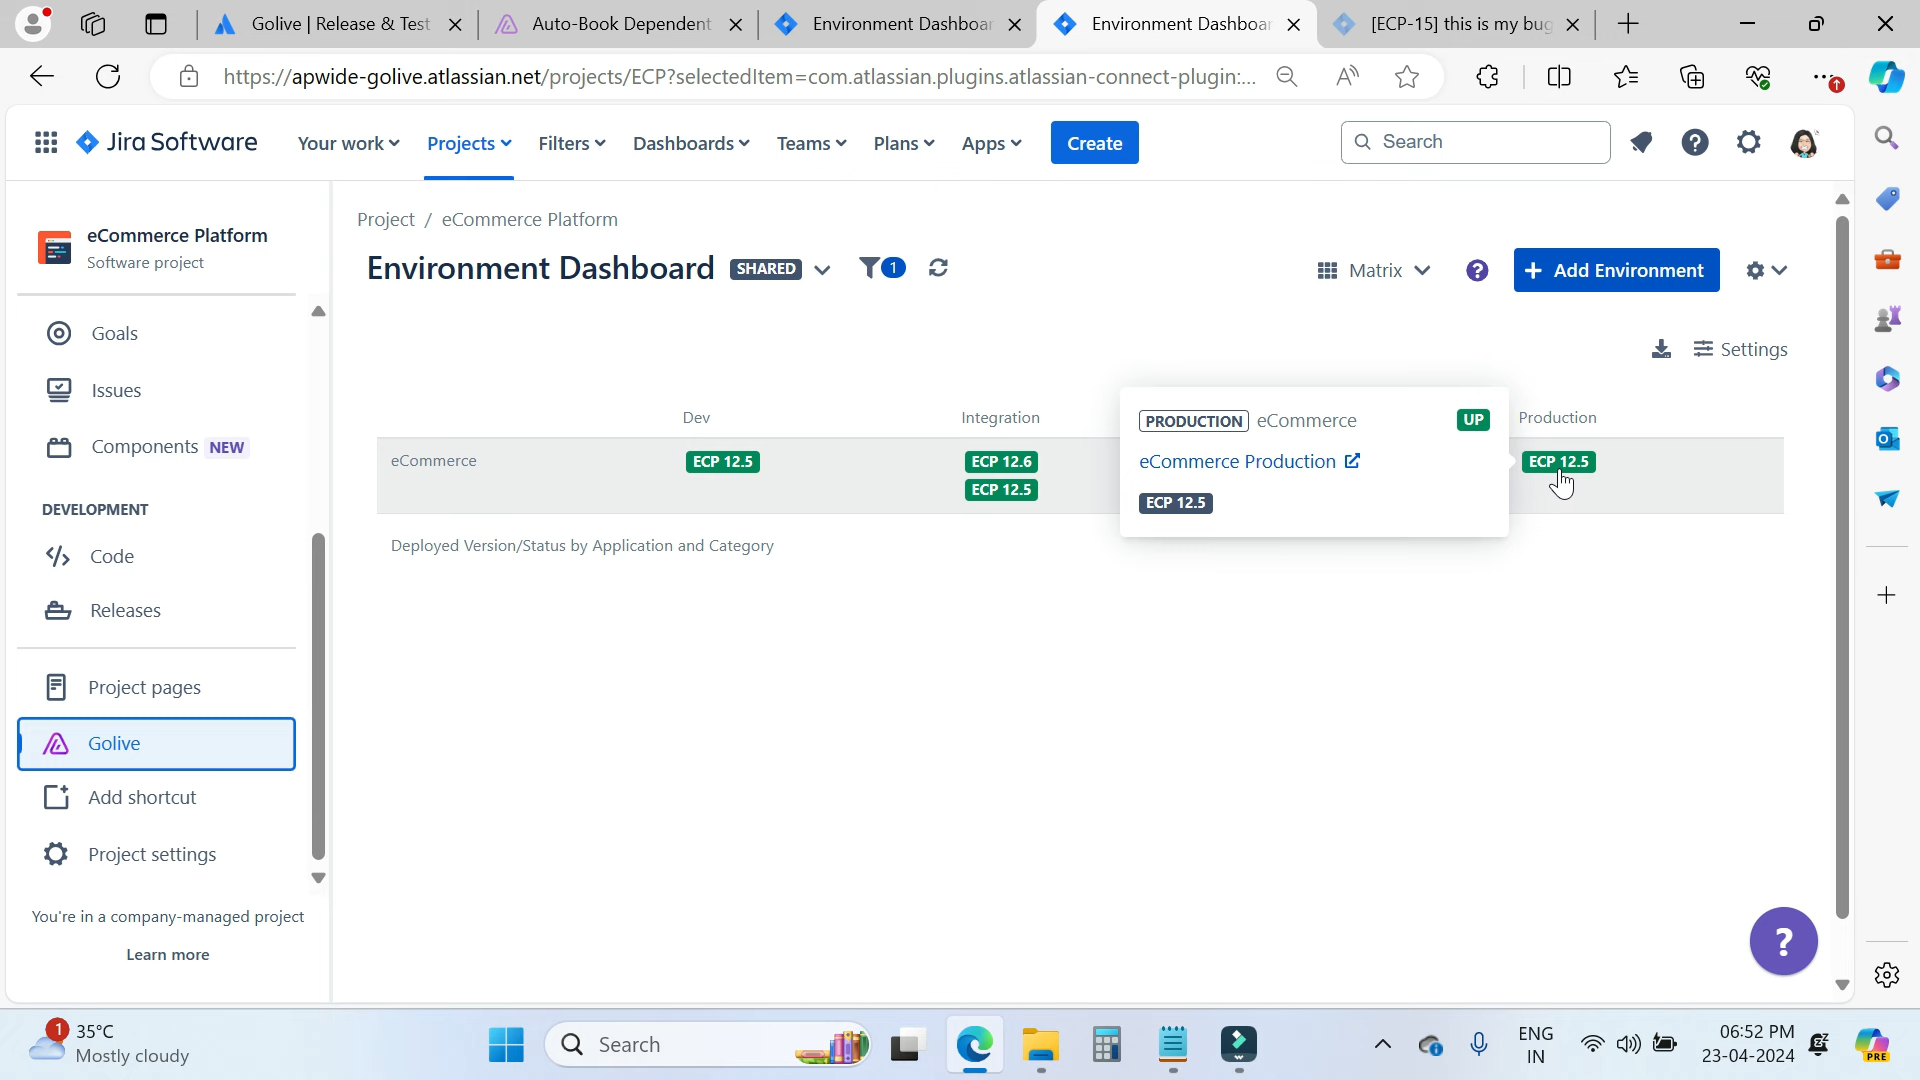 Golive | Release & Test
Auto-Book Dependent
Environment Dashboar
Environment Dashboar
[ECP-15] this is my bug
https://apwide-golive.atlassian.net/projects/ECP?selectedItem=com.atlassian.plugins.atlassian-connect-plugin:...
Jira Software
Your work
Projects
Filters
Dashboards
Teams
Plans
Apps
Create
Search
eCommerce Platform
Software project
Goals
Issues
Components NEW
DEVELOPMENT
Code
Releases
Project pages
Golive
Add shortcut
Project settings
You're in a company-managed project
Learn more
Project / eCommerce Platform
Environment Dashboard SHARED 1
Matrix
?
+ Add Environment
Settings
Dev
Integration
Production
eCommerce
ECP 12.5
ECP 12.6
ECP 12.5
ECP 12.5
PRODUCTION eCommerce UP
eCommerce Production
ECP 12.5
Deployed Version/Status by Application and Category
?
1
35°C
Mostly cloudy
Search
ENG
IN
06:52 PM
23-04-2024
PRE